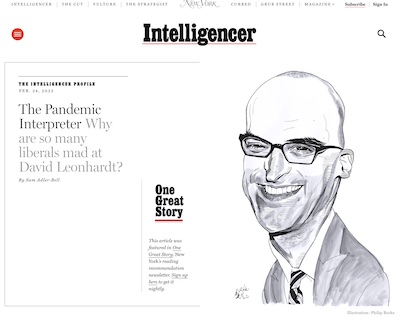 INTELLIGENCER THE CUT VULTURE THE STRATEGIST New York CURBED GRUB STREET MAGAZINE Subscribe Sign In
Intelligencer
THE INTELLIGENCER PROFILE
FEB. 24, 2022
The Pandemic
Interpreter Why
are so many
liberals mad at
David Leonhardt?
By Sam Adler-Bell
One
Great
Story
This article was
featured in One
Great Story, New
York's reading
recommendation
newsletter. Sign up
here to get it
nightly.
Illustration: Philip Burke